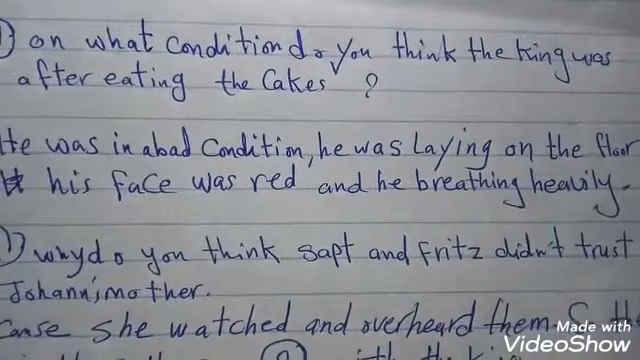 1) on what condition do you think the king was
after eating the cakes ?
He was in abad condition, he was Laying on the floor
his face was red and he breathing heavily.
1) why do you think sapt and fritz didn't trust
Johann,s mother.
Cause she watched and overheard them.
Made with
VideoShow